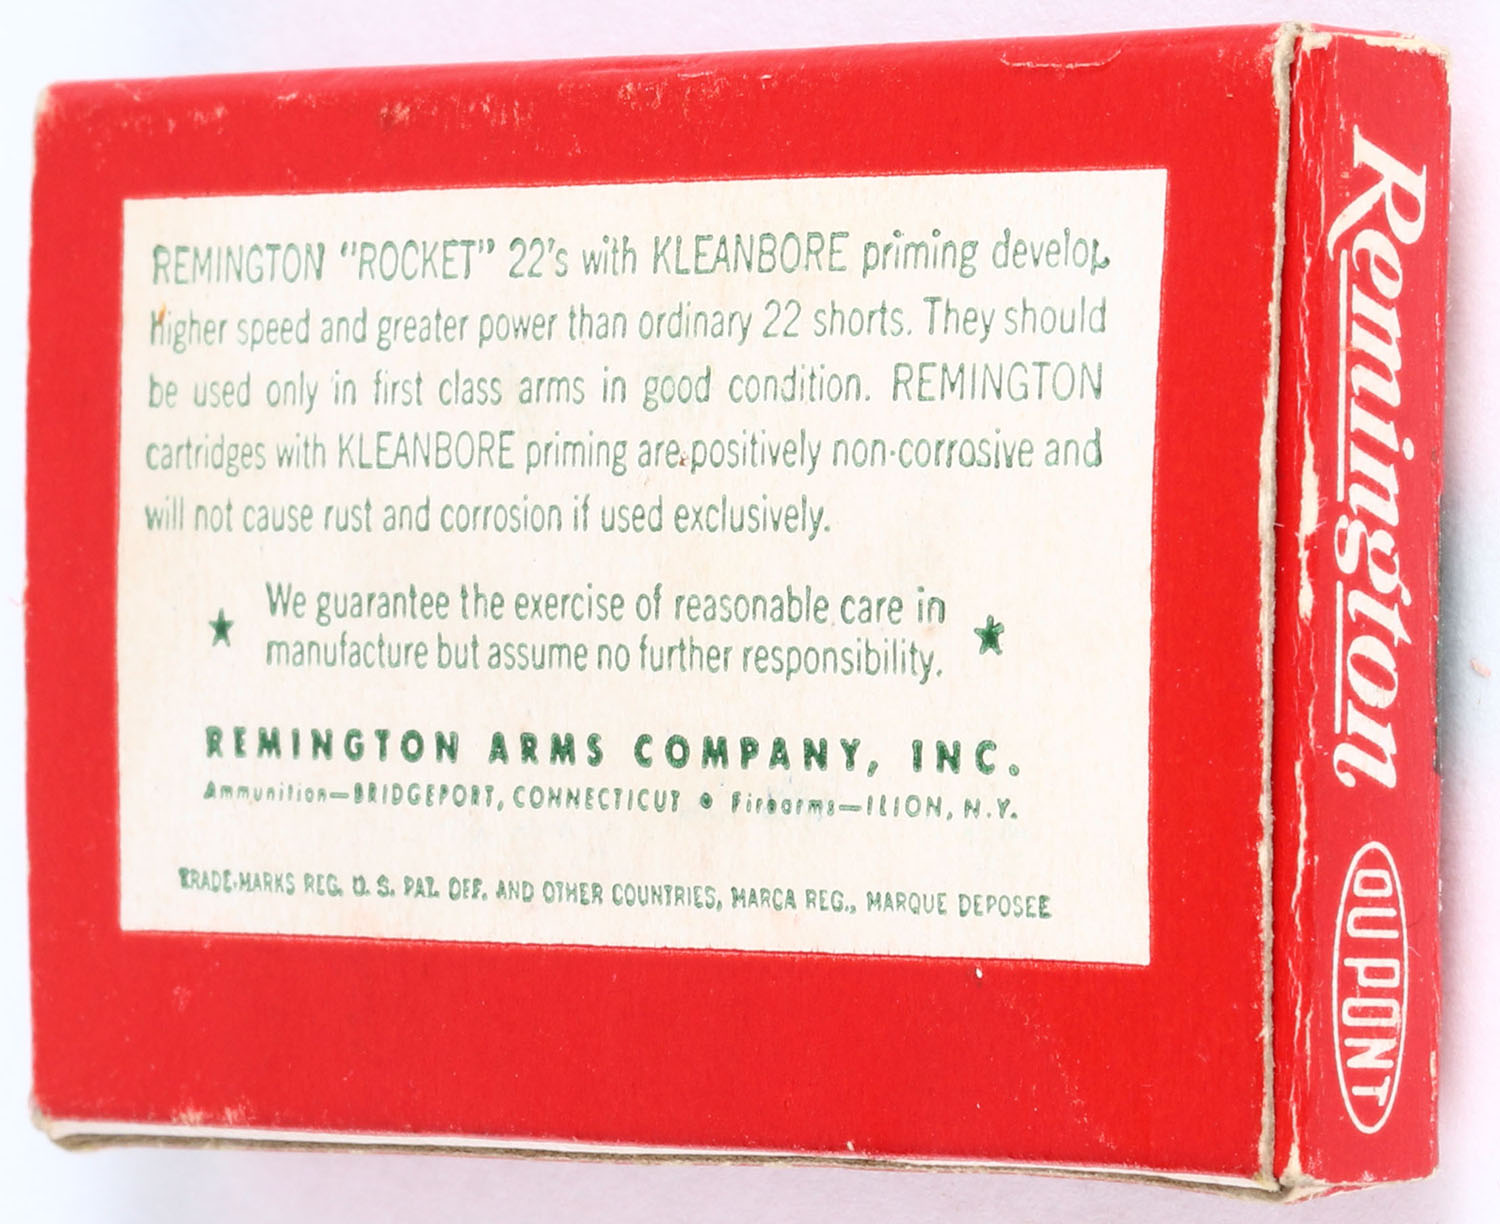 REMINGTON “ROCKET” 22's with KLEANBORE priming develop
higher speed and greater power than ordinary 22 shorts. They should
be used only in first class arms in good condition. REMINGTON
cartridges with KLEANBORE priming are positively non-corrosive and
will not cause rust and corrosion if used exclusively.
★ We guarantee the exercise of reasonable care in ★
manufacture but assume no further responsibility.
REMINGTON ARMS COMPANY, INC.
Ammunition—BRIDGEPORT, CONNECTICUT • Firearms—ILION, N.Y.
TRADE-MARKS REG. U. S. PAT. OFF. AND OTHER COUNTRIES, MARCA REG., MARQUE DEPOSEE
Remington
DU PONT